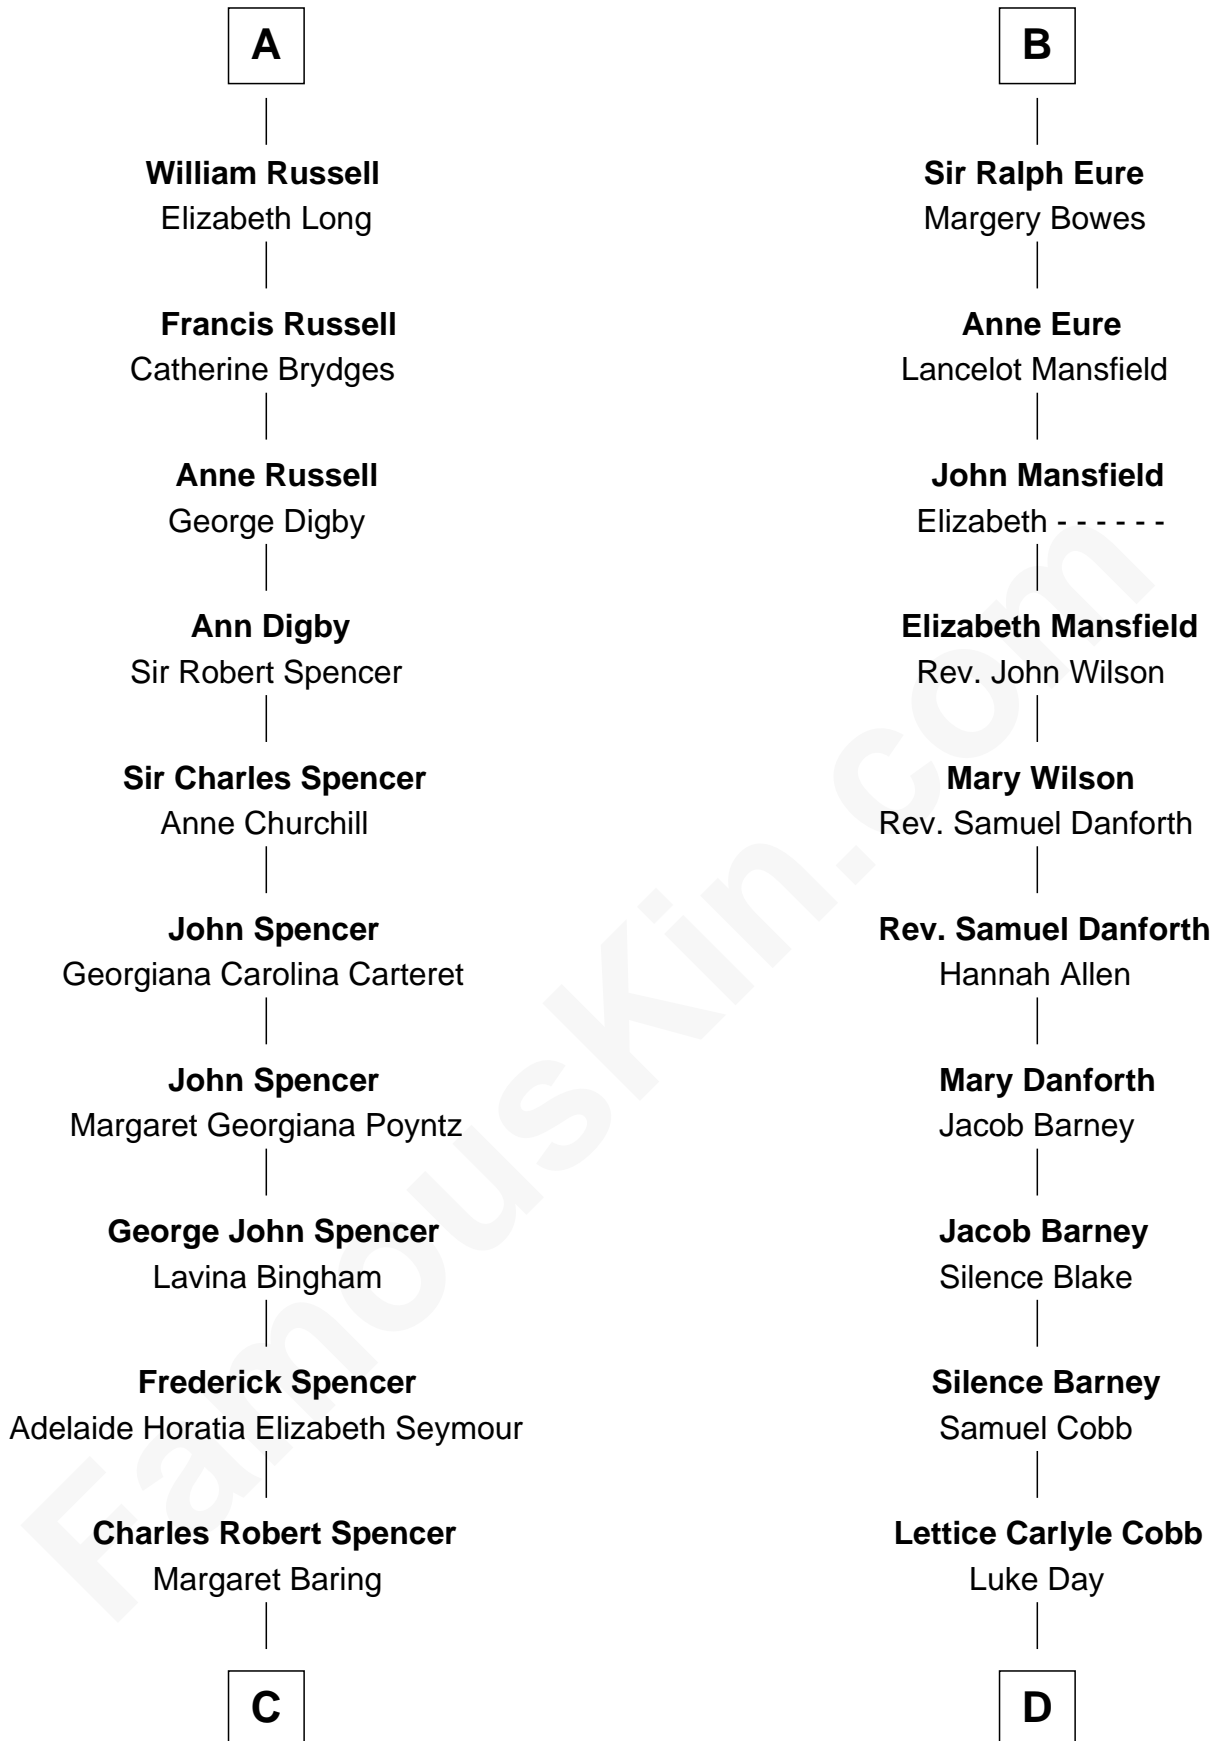 A
William Russell
Elizabeth Long
Francis Russell
Catherine Brydges
Anne Russell
George Digby
Ann Digby
Sir Robert Spencer
Sir Charles Spencer
Anne Churchill
John Spencer
Georgiana Carolina Carteret
John Spencer
Margaret Georgiana Poyntz
George John Spencer
Lavina Bingham
Frederick Spencer
Adelaide Horatia Elizabeth Seymour
Charles Robert Spencer
Margaret Baring
C
B
Sir Ralph Eure
Margery Bowes
Anne Eure
Lancelot Mansfield
John Mansfield
Elizabeth - - - - - -
Elizabeth Mansfield
Rev. John Wilson
Mary Wilson
Rev. Samuel Danforth
Rev. Samuel Danforth
Hannah Allen
Mary Danforth
Jacob Barney
Jacob Barney
Silence Blake
Silence Barney
Samuel Cobb
Lettice Carlyle Cobb
Luke Day
D
FamousKin.com